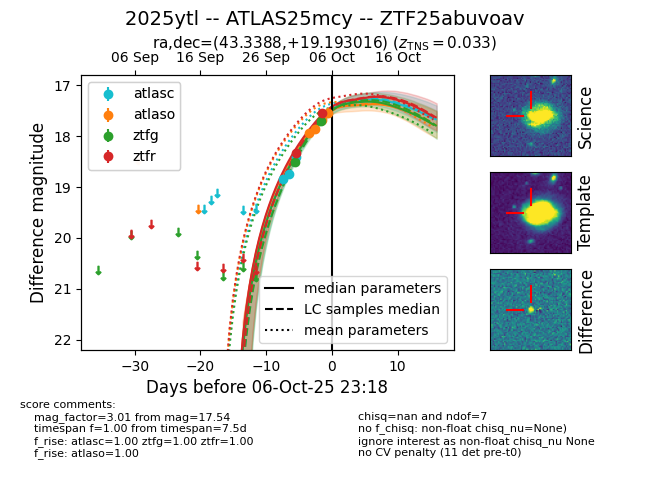 2025ytl -- ATLAS25mcy -- ZTF25abuvoav
ra,dec=(43.3388,+19.193016) (z_TNS = 0.033)
06 Sep 16 Sep 26 Sep 06 Oct 16 Oct
17
18
19
20
21
22
Difference magnitude
atlasc
atlaso
ztfg
ztfr
median parameters
LC samples median
mean parameters
−30 −20 −10 0 10
Days before 06-Oct-25 23:18
Science
Template
Difference
score comments:
mag_factor=3.01 from mag=17.54
timespan f=1.00 from timespan=7.5d
f_rise: atlasc=1.00 ztfg=1.00 ztfr=1.00
f_rise: atlaso=1.00
chisq=nan and ndof=7
no f_chisq: non-float chisq_nu=None)
ignore interest as non-float chisq_nu None
no CV penalty (11 det pre-t0)